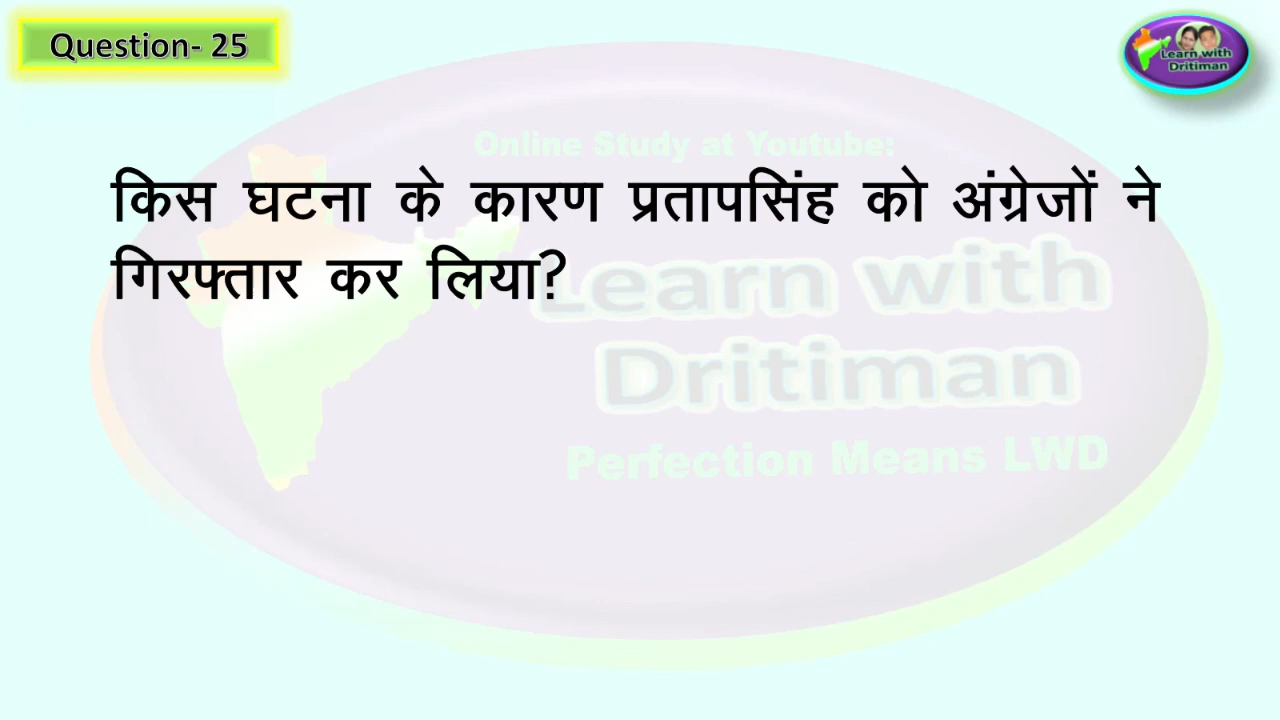 Question- 25
Learn with
Dritiman
Online Study at Youtube:
किस घटना के कारण प्रतापसिंह को अंग्रेजों ने
गिरफ्तार कर लिया?
Learn with
Dritiman
Perfection Means LWD